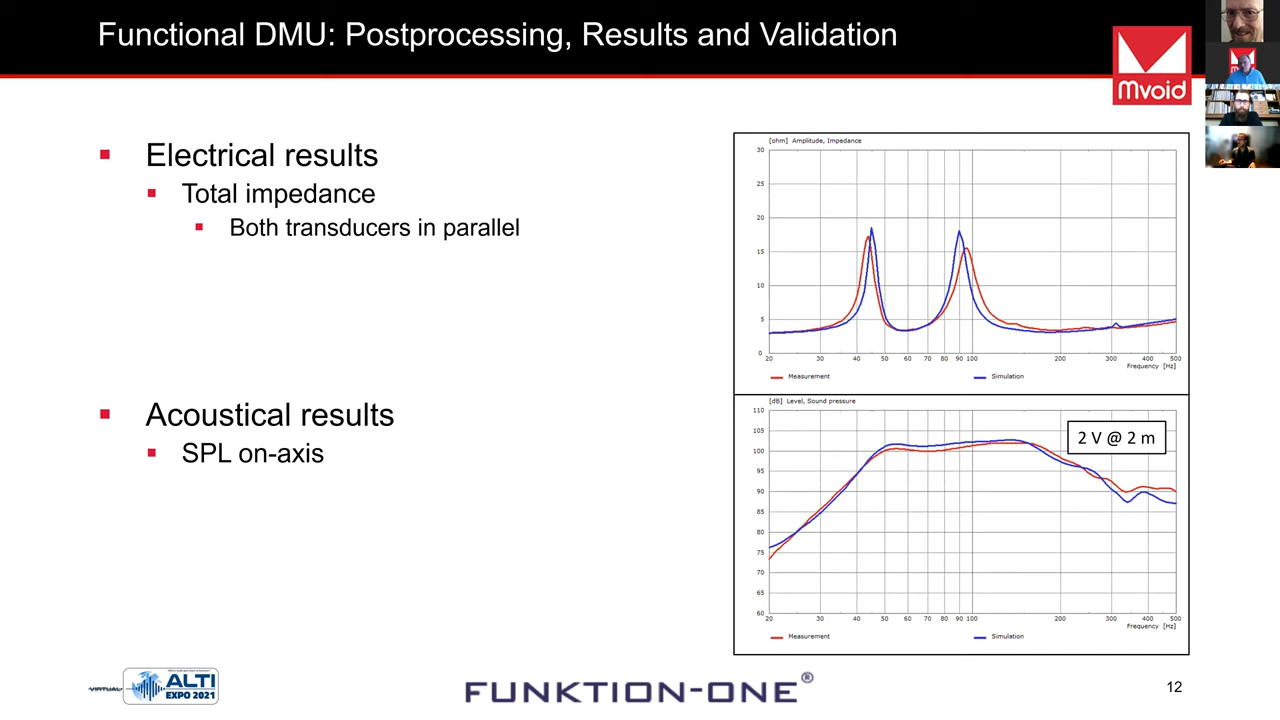 Functional DMU: Postprocessing, Results and Validation
Mvoid
Electrical results
Total impedance
Both transducers in parallel
Acoustical results
SPL on-axis
[ohm] Amplitude, Impedance
30
25
20
15
10
5
0
20 30 40 50 60 70 80 90 100 200 300 400 500
Frequency [Hz]
Measurement Simulation
[dB] Level, Sound pressure
2 V @ 2 m
110
105
100
95
90
85
80
75
70
65
60
20 30 40 50 60 70 80 90 100 200 300 400 500
Frequency [Hz]
Measurement Simulation
VIRTUAL ALTI
EXPO 2021
FUNKTION-ONE®
12